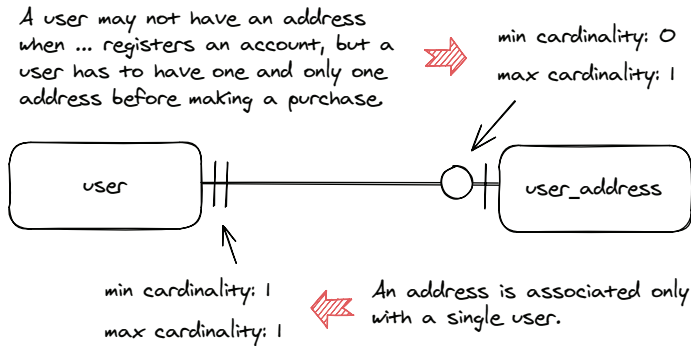 A user may not have an address
when ... registers an account, but a
user has to have one and only one
address before making a purchase.
min cardinality: 0
max cardinality: 1
user
user_address
min cardinality: 1
max cardinality: 1
An address is associated only
with a single user.